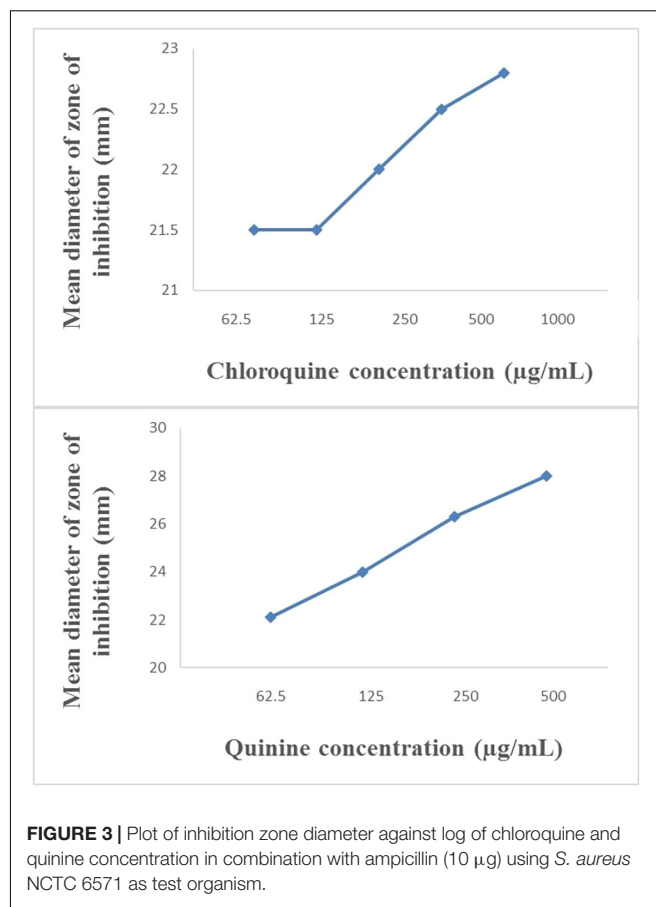 Mean diameter of zone of
inhibition (mm)
23
22.5
22
21.5
21
62.5 125 250 500 1000
Chloroquine concentration (µg/mL)
Mean diameter of zone of
inhibition (mm)
30
28
26
24
22
20
62.5 125 250 500
Quinine concentration (µg/mL)
FIGURE 3 | Plot of inhibition zone diameter against log of chloroquine and
quinine concentration in combination with ampicillin (10 µg) using S. aureus
NCTC 6571 as test organism.